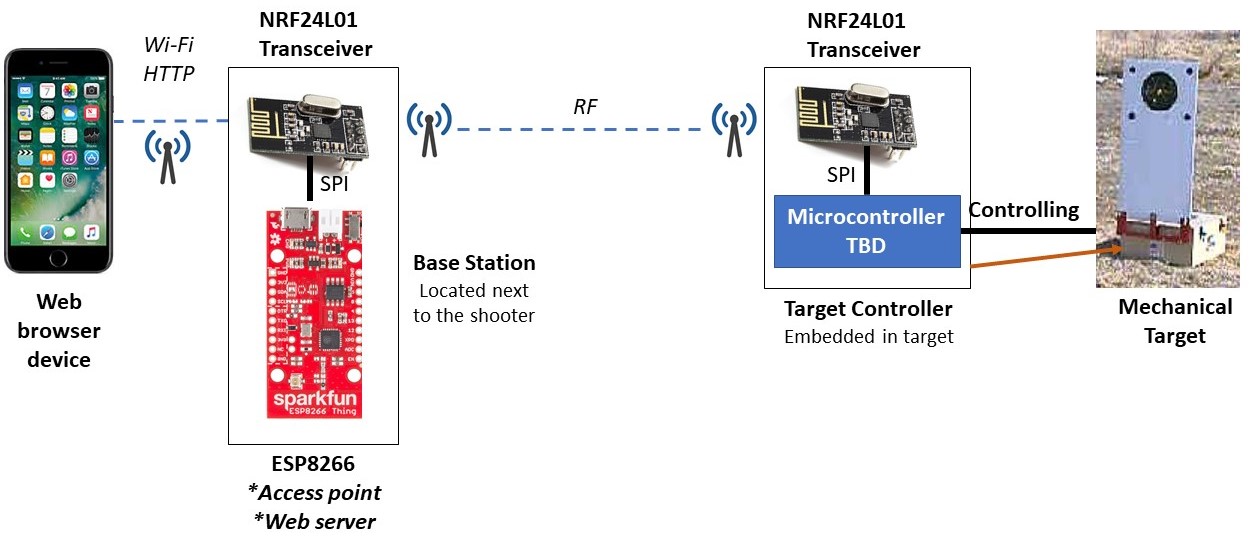 NRF24L01
Transceiver
NRF24L01
Transceiver
Wi-Fi
HTTP
RF
SPI
SPI
Microcontroller
TBD
Controlling
Base Station
Located next
to the shooter
Target Controller
Embedded in target
Mechanical
Target
Web
browser
device
sparkfun
ESP8266 Thing
ESP8266
*Access point
*Web server